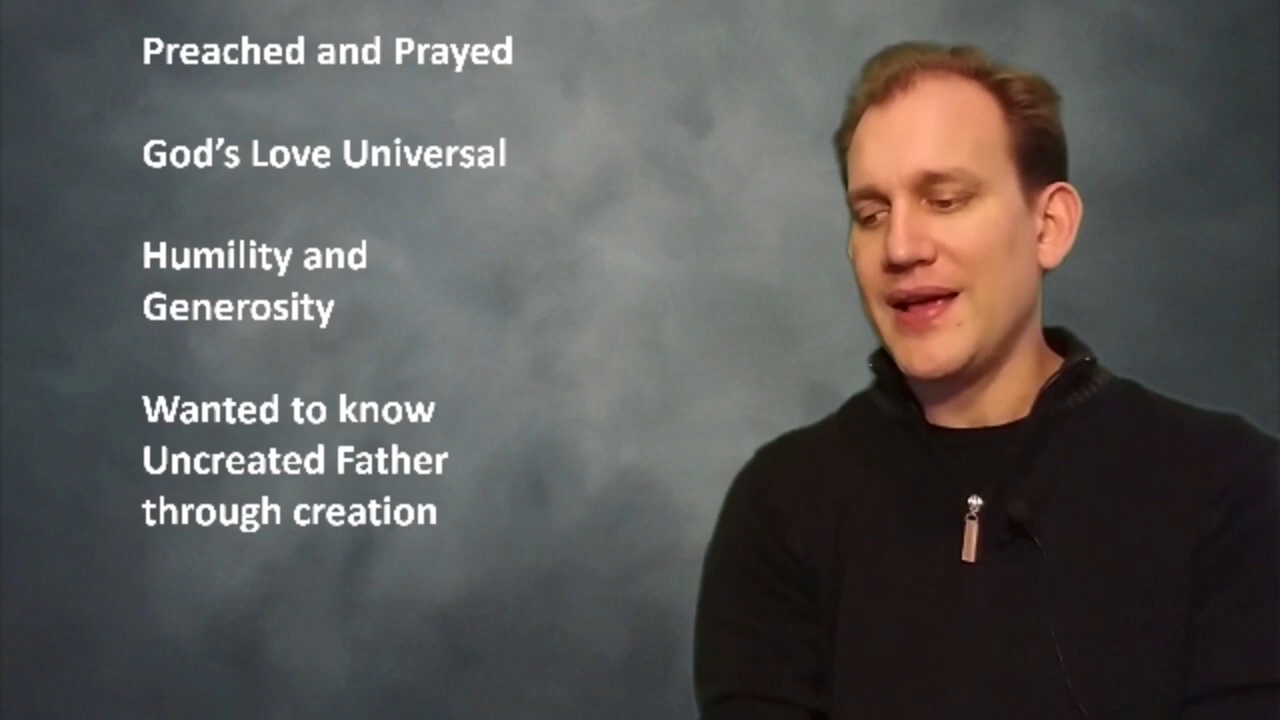 Preached and Prayed
God’s Love Universal
Humility and
Generosity
Wanted to know
Uncreated Father
through creation